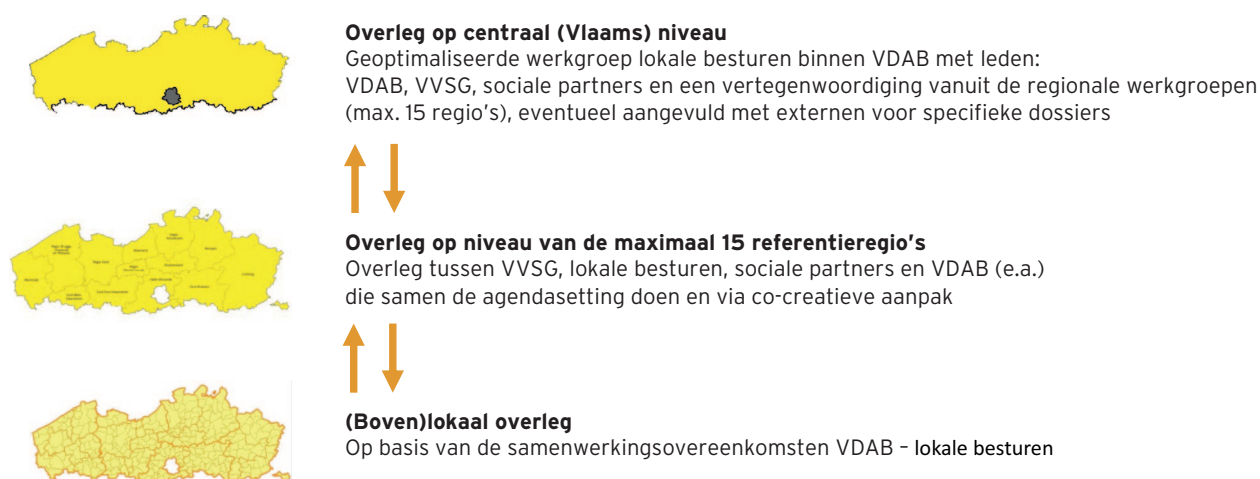 Overleg op centraal (Vlaams) niveau
Geoptimaliseerde werkgroep lokale besturen binnen VDAB met leden:
VDAB, VVSG, sociale partners en een vertegenwoordiging vanuit de regionale werkgroepen
(max. 15 regio's), eventueel aangevuld met externen voor specifieke dossiers
Overleg op niveau van de maximaal 15 referentieregio's
Overleg tussen VVSG, lokale besturen, sociale partners en VDAB (e.a.)
die samen de agendasetting doen en via co-creatieve aanpak
(Boven)lokaal overleg
Op basis van de samenwerkingsovereenkomsten VDAB – lokale besturen